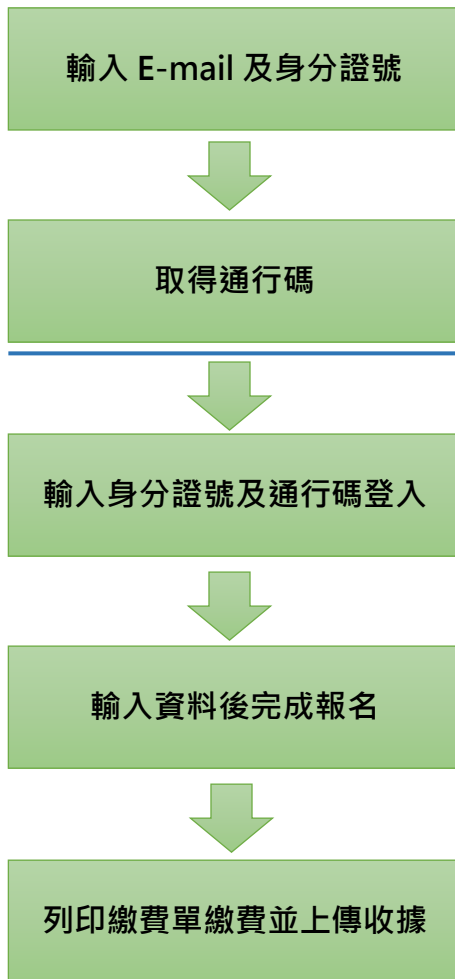 輸入 E-mail 及身分證號
取得通行碼
輸入身分證號及通行碼登入
輸入資料後完成報名
列印繳費單繳費並上傳收據